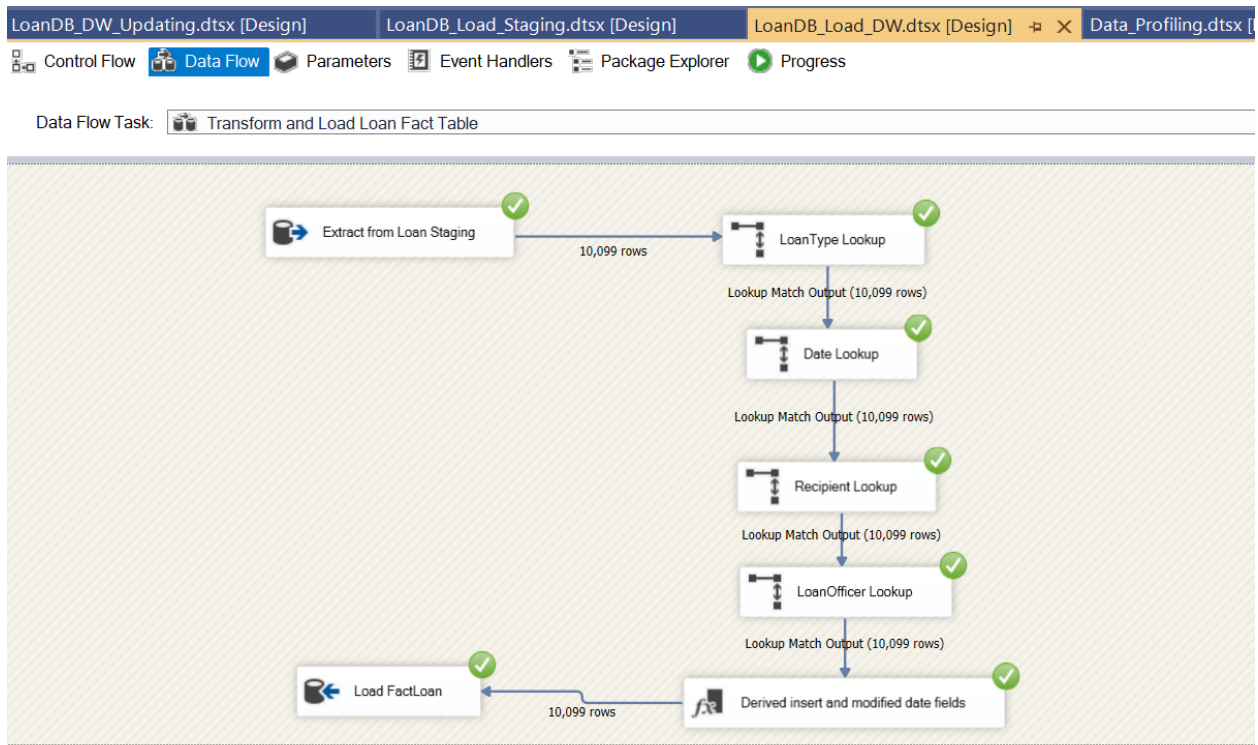 LoanDB_DW_Updating.dtsx [Design] LoanDB_Load_Staging.dtsx [Design] LoanDB_Load_DW.dtsx [Design] Data_Profiling.dtsx [
Control Flow Data Flow Parameters Event Handlers Package Explorer Progress
Data Flow Task: Transform and Load Loan Fact Table
Extract from Loan Staging
10,099 rows
LoanType Lookup
Lookup Match Output (10,099 rows)
Date Lookup
Lookup Match Output (10,099 rows)
Recipient Lookup
Lookup Match Output (10,099 rows)
LoanOfficer Lookup
Lookup Match Output (10,099 rows)
Derived insert and modified date fields
10,099 rows
Load FactLoan